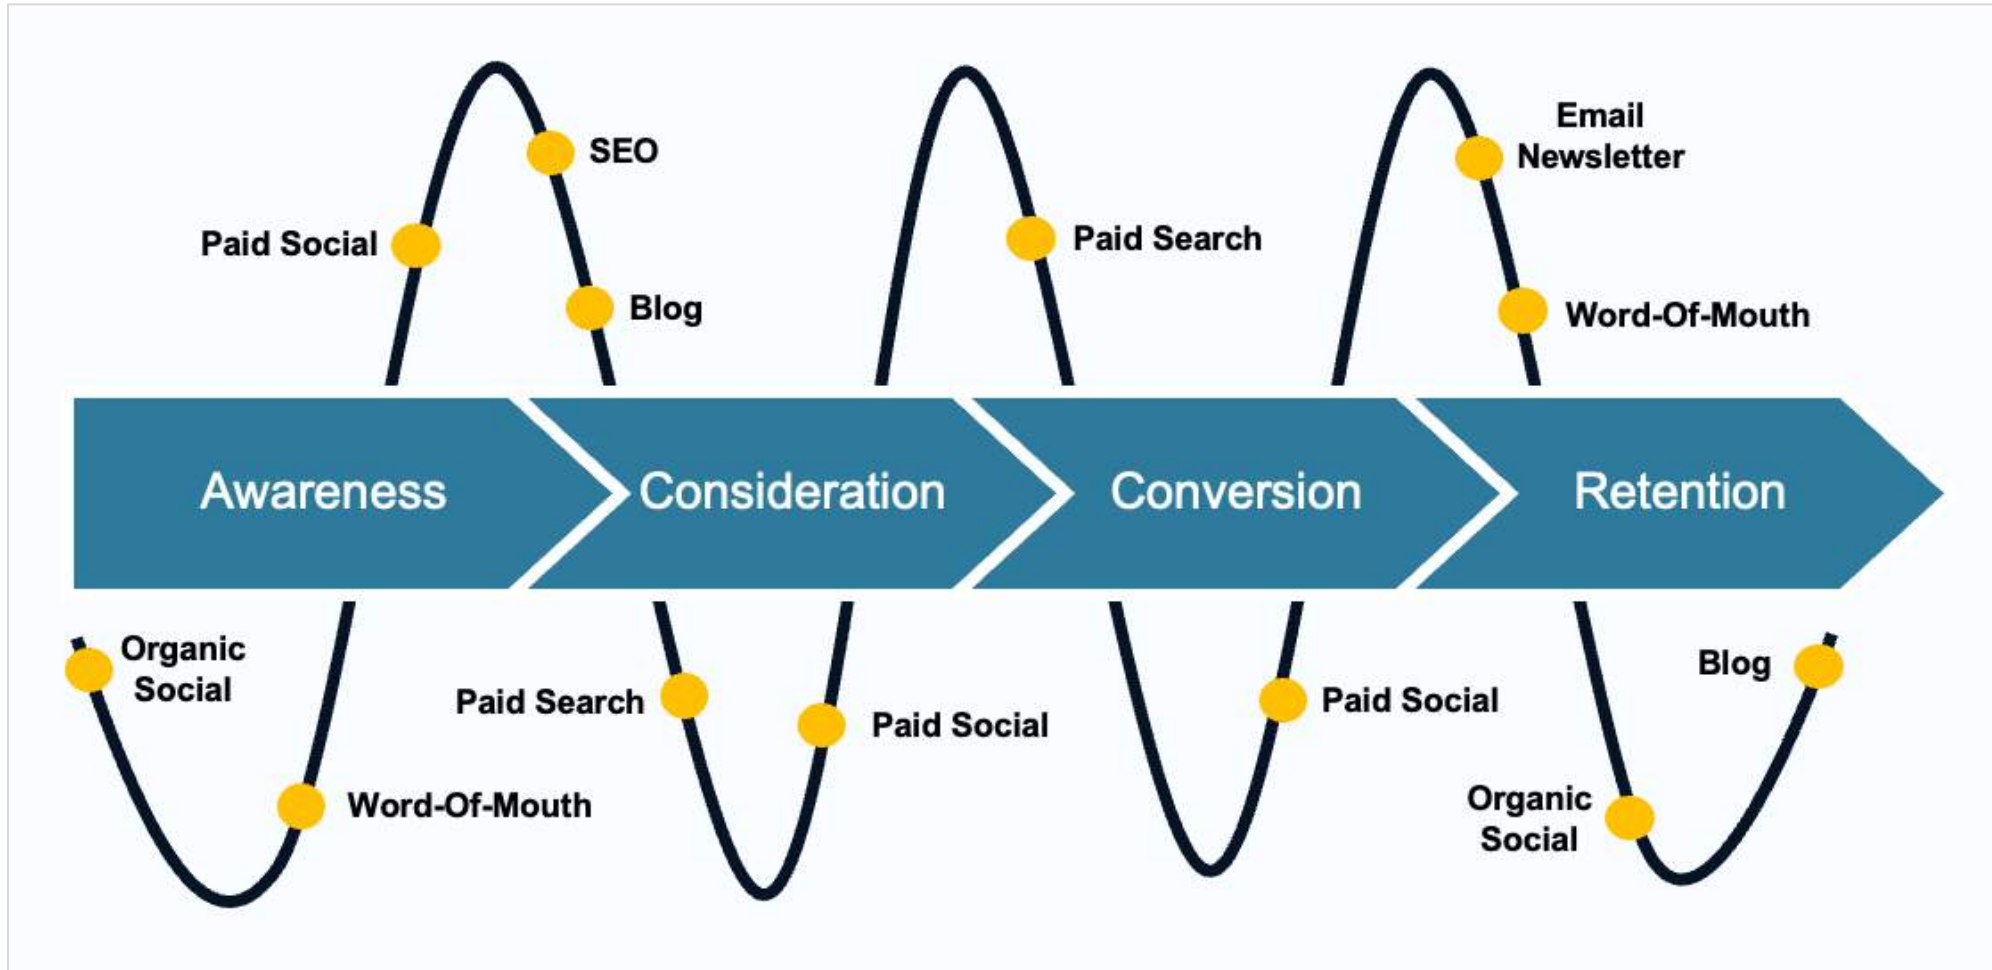 SEO
Paid Social
Blog
Paid Search
Email
Newsletter
Word-Of-Mouth
Awareness
Consideration
Conversion
Retention
Organic
Social
Word-Of-Mouth
Paid Search
Paid Social
Paid Social
Organic
Social
Blog